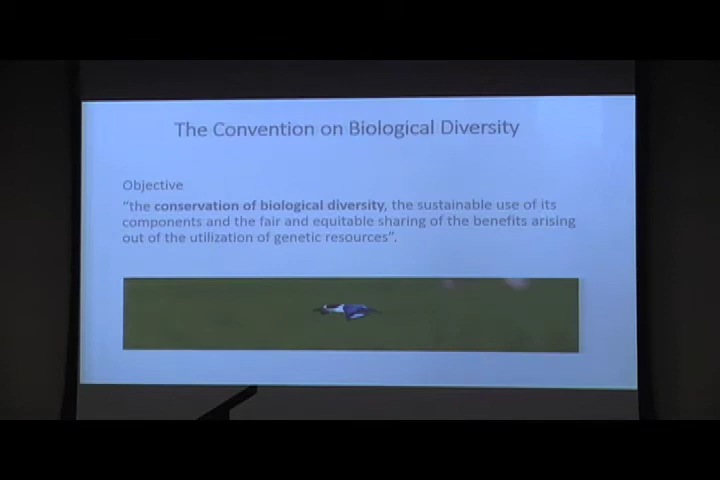 The Convention on Biological Diversity
Objective
"the conservation of biological diversity, the sustainable use of its
components and the fair and equitable sharing of the benefits arising
out of the utilization of genetic resources".